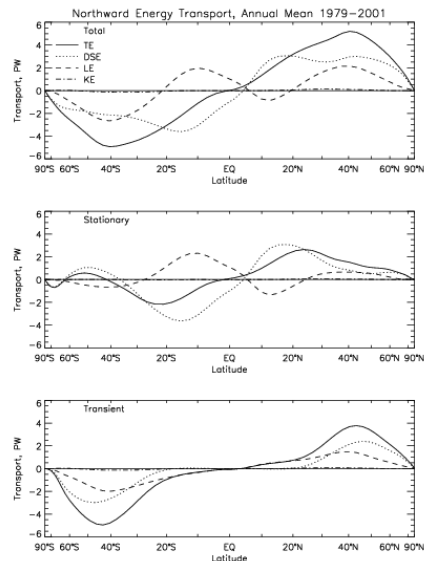 Northward Energy Transport, Annual Mean 1979-2001
Total
TE
DSE
LE
KE
6
4
2
0
-2
-4
-6
Transport, PW
90°S 60°S 40°S 20°S EQ 20°N 40°N 60°N 90°N
Latitude
Stationary
6
4
2
0
-2
-4
-6
Transport, PW
90°S 60°S 40°S 20°S EQ 20°N 40°N 60°N 90°N
Latitude
Transient
6
4
2
0
-2
-4
-6
Transport, PW
90°S 60°S 40°S 20°S EQ 20°N 40°N 60°N 90°N
Latitude